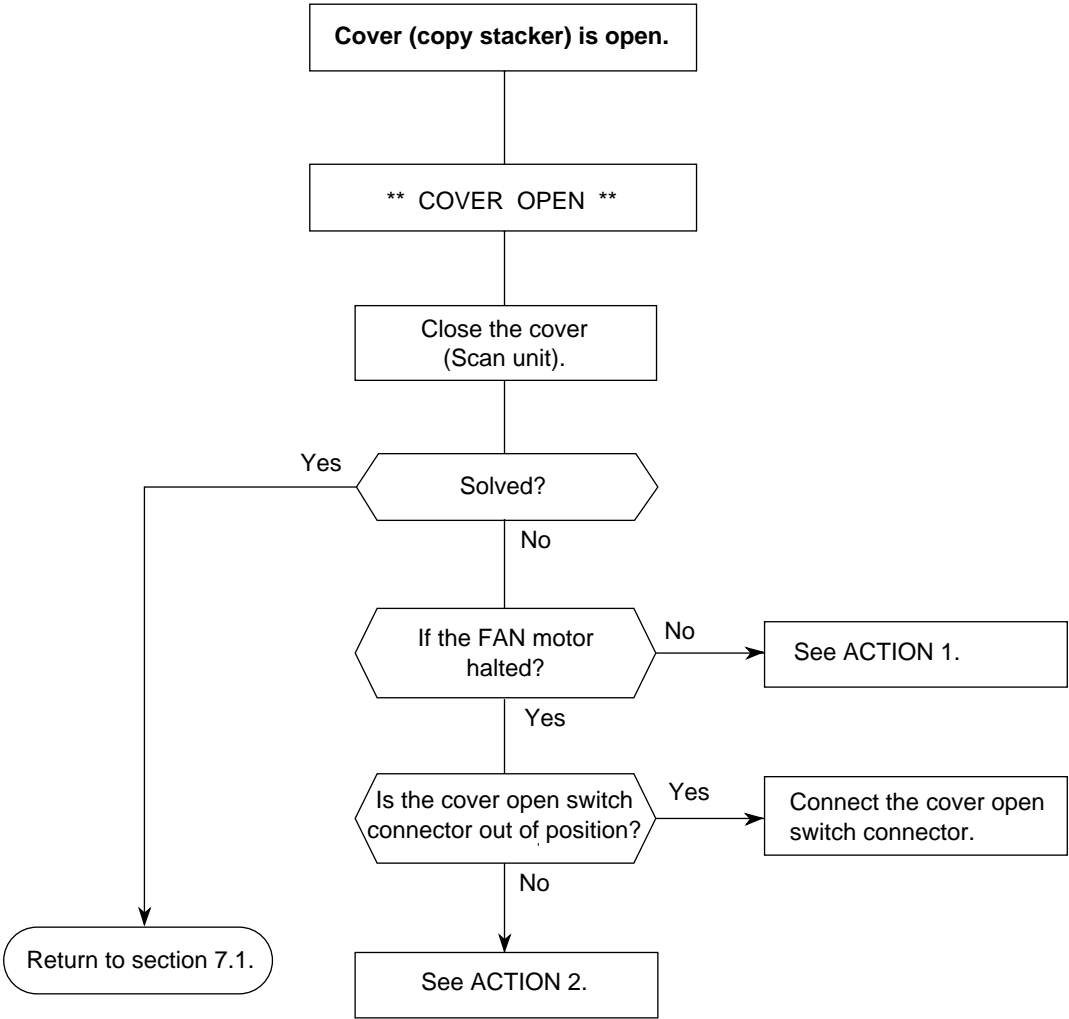 Cover (copy stacker) is open.
** COVER OPEN **
Close the cover
(Scan unit).
Yes
Solved?
No
If the FAN motor
halted?
No
See ACTION 1.
Yes
Is the cover open switch
connector out of position?
Yes
Connect the cover open
switch connector.
No
Return to section 7.1.
See ACTION 2.